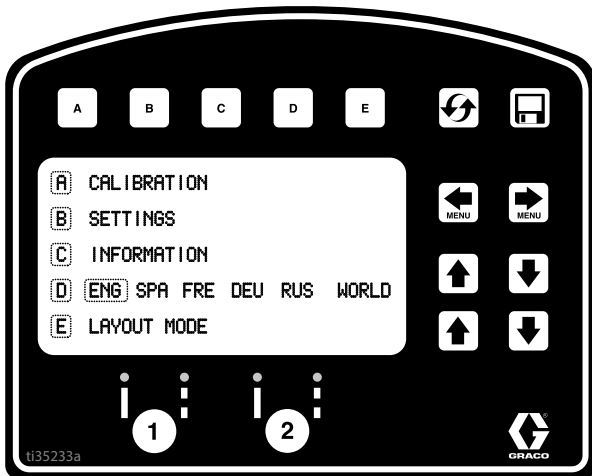 A B C D E
A CALIBRATION
MENU MENU
B SETTINGS
C INFORMATION
D ENG SPA FRE DEU RUS WORLD
E LAYOUT MODE
1 2
ti35233a
GRACO